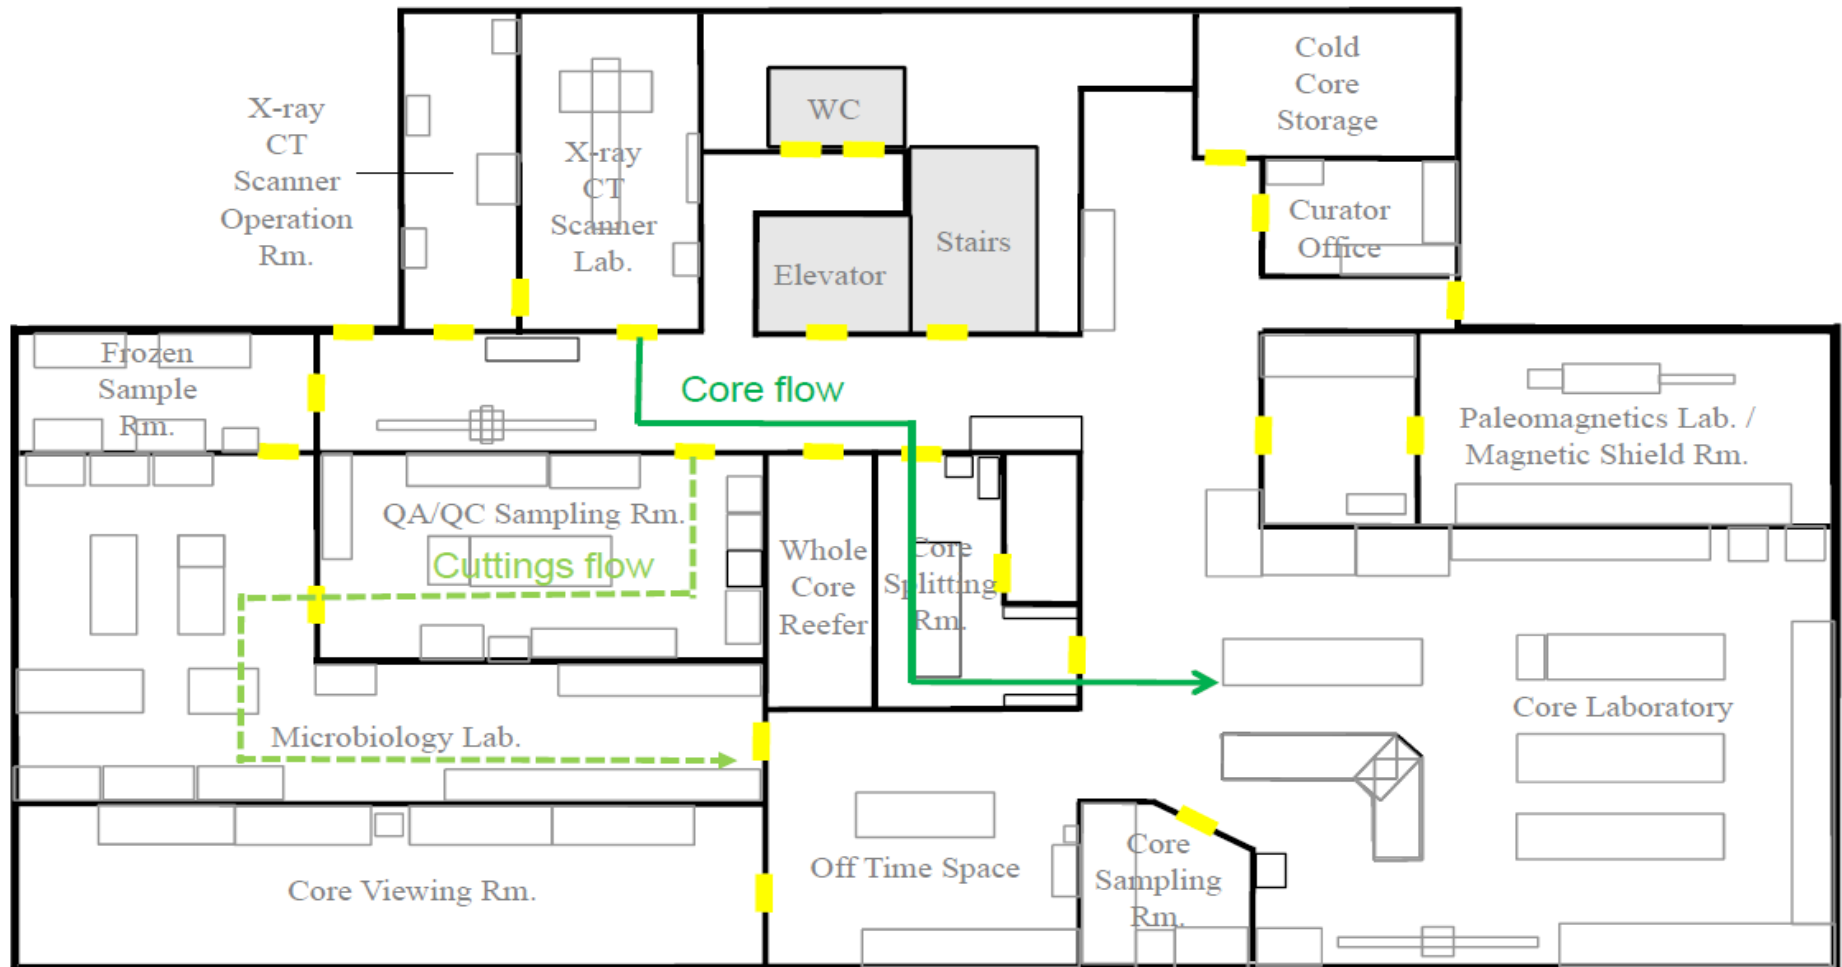 X-ray
CT
Scanner
Operation
Rm.
X-ray
CT
Scanner
Lab.
WC
Elevator
Stairs
Cold
Core
Storage
Curator
Office
Frozen
Sample
Rm.
Core flow
Paleomagnetics Lab. /
Magnetic Shield Rm.
QA/QC Sampling Rm.
Cuttings flow
Whole
Core
Reefer
Core
Splitting
Rm.
Microbiology Lab.
Core Laboratory
Core Viewing Rm.
Off Time Space
Core
Sampling
Rm.